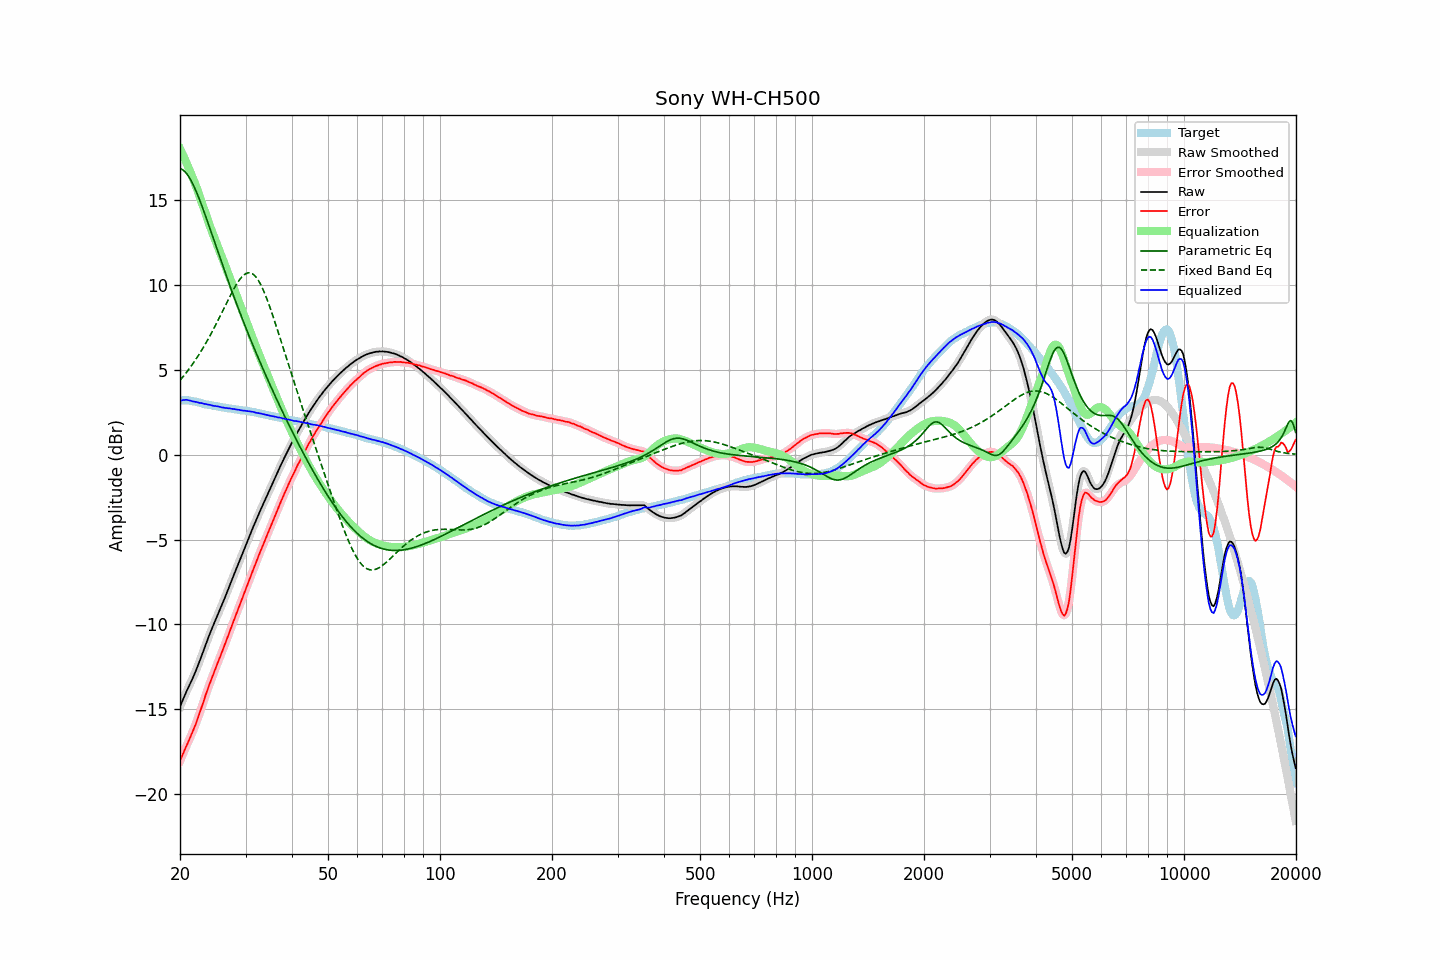 Sony WH-CH500
Target
Raw Smoothed
Error Smoothed
Raw
Error
Equalization
Parametric Eq
Fixed Band Eq
Equalized
Amplitude (dBr)
15
10
5
0
−5
−10
−15
−20
20
50
100
200
500
1000
2000
5000
10000
20000
Frequency (Hz)